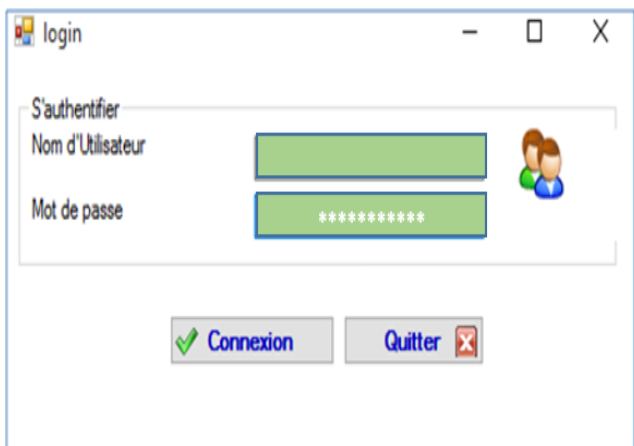 login
S'authentifier
Nom d'Utilisateur
Mot de passe
***********
Connexion
Quitter